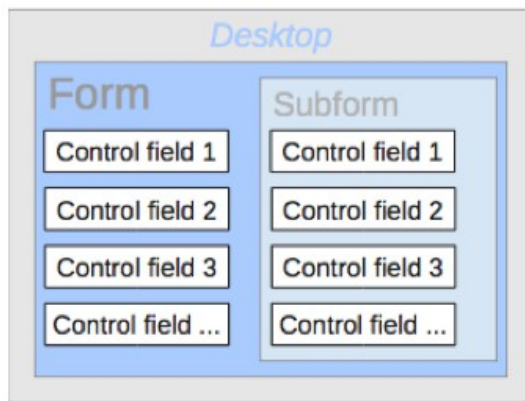 Desktop
Form
Control field 1
Control field 2
Control field 3
Control field ...
Subform
Control field 1
Control field 2
Control field 3
Control field ...